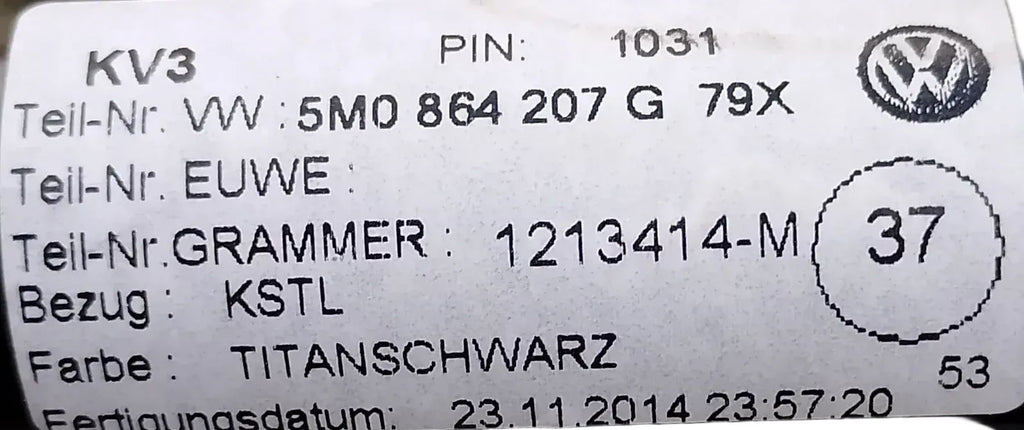 KV3 PIN: 1031
Teil-Nr. VW : 5M0 864 207 G 79X
Teil-Nr. EUWE :
Teil-Nr.GRAMMER : 1213414-M 37
Bezug : KSTL
Farbe : TITANSCHWARZ 53
Fertigungsdatum: 23.11.2014 23:57:20